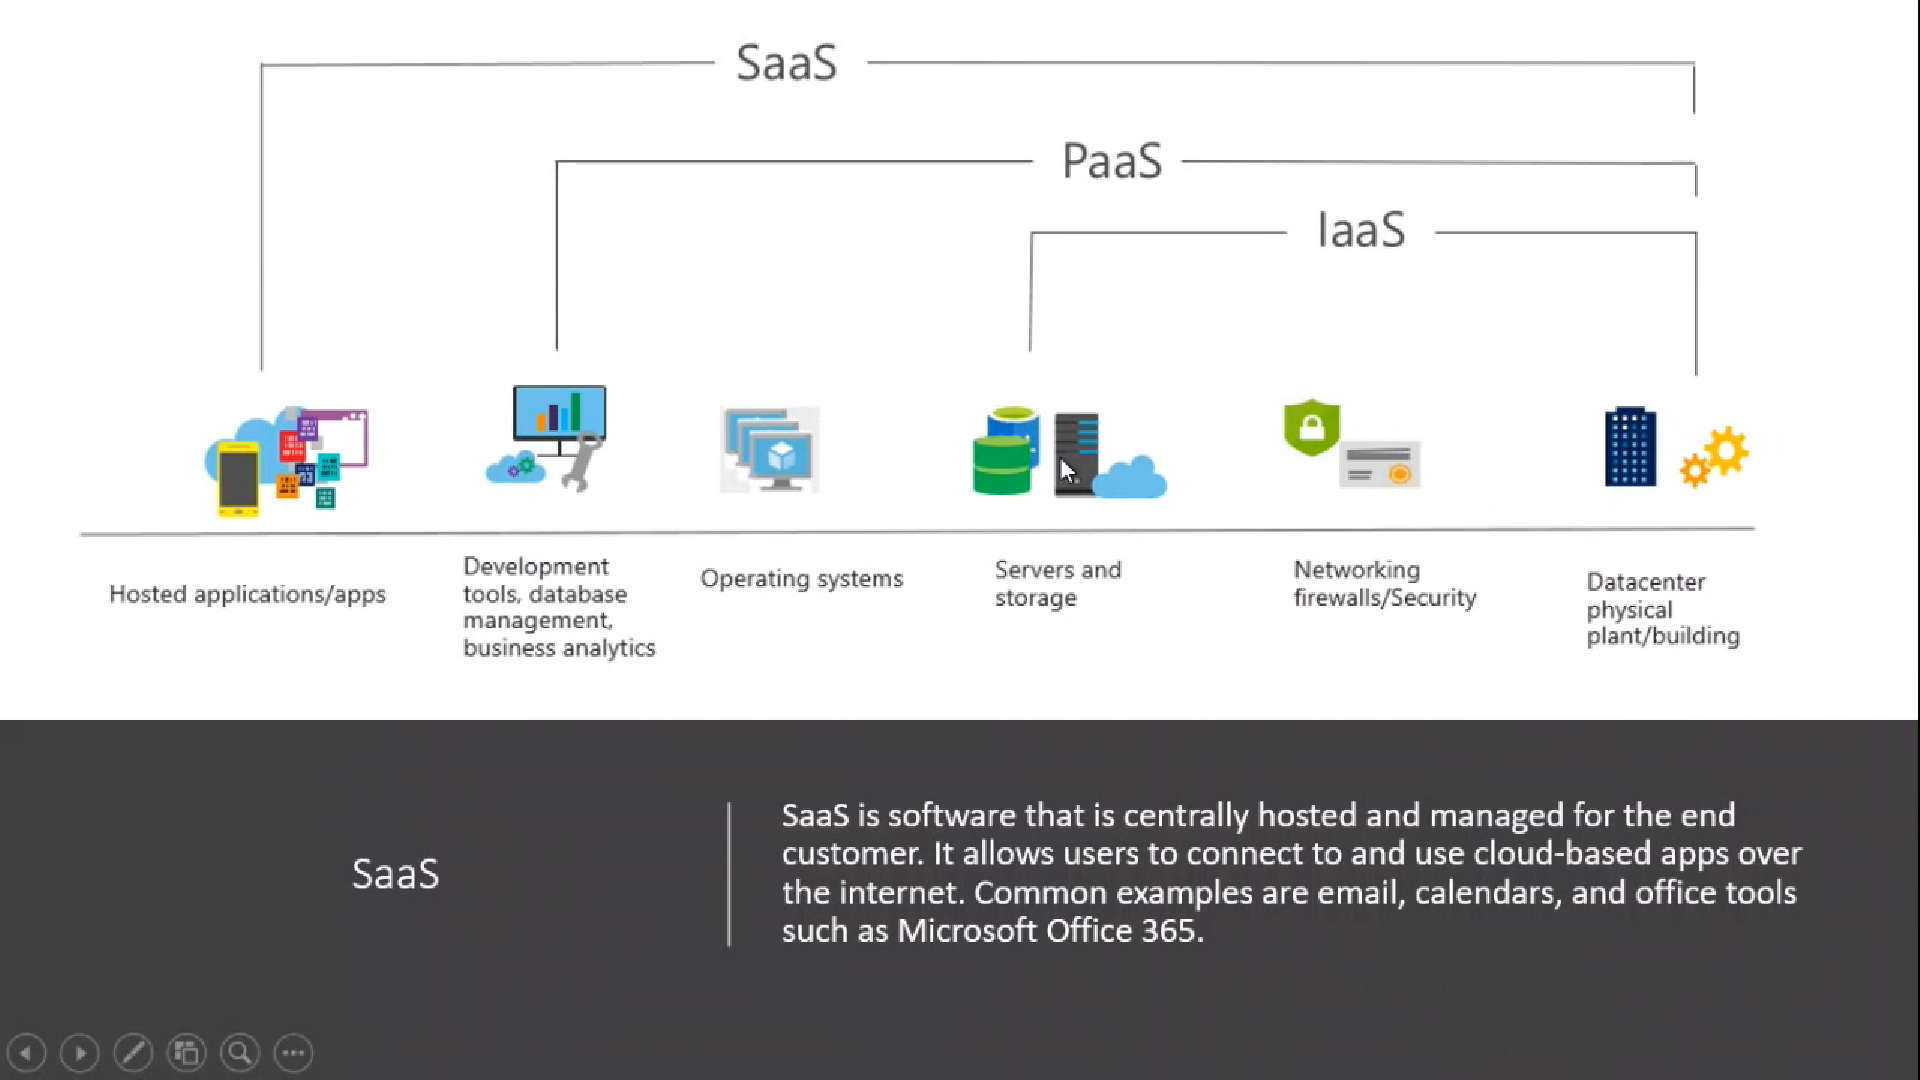 SaaS
PaaS
IaaS
Hosted applications/apps
Development
tools, database
management,
business analytics
Operating systems
Servers and
storage
Networking
firewalls/Security
Datacenter
physical
plant/building
SaaS
SaaS is software that is centrally hosted and managed for the end
customer. It allows users to connect to and use cloud-based apps over
the internet. Common examples are email, calendars, and office tools
such as Microsoft Office 365.